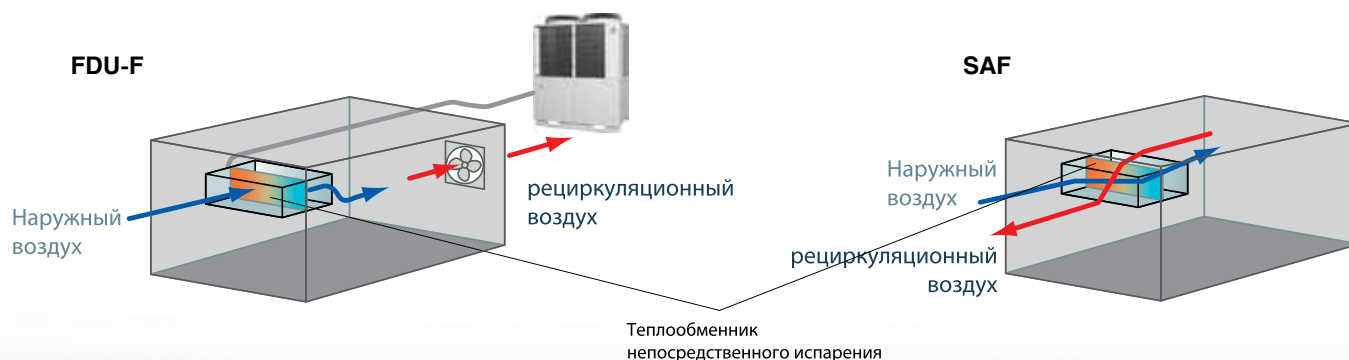 FDU-F
SAF
Наружный
воздух
рециркуляционный
воздух
Наружный
воздух
рециркуляционный
воздух
Теплообменник
непосредственного испарения